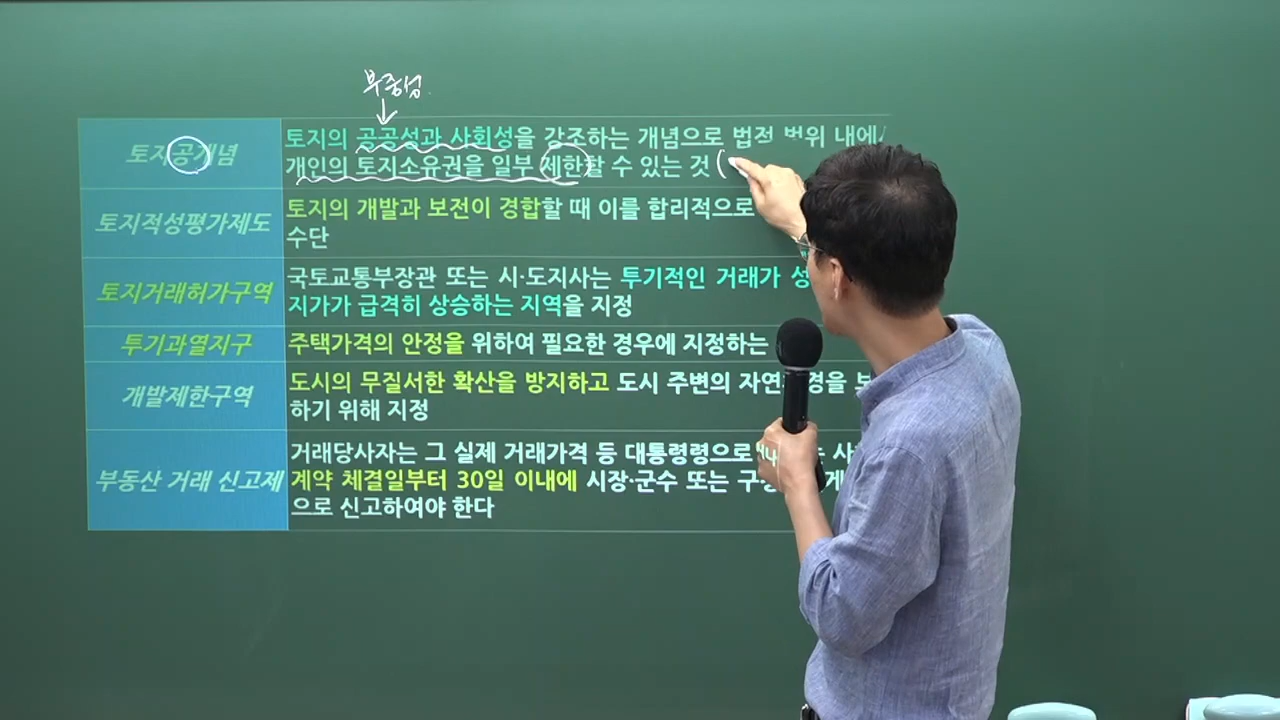 부증성
토지공개념
토지의 공공성과 사회성을 강조하는 개념으로 법적 범위 내에서
개인의 토지소유권을 일부 제한할 수 있는 것 (
토지적성평가제도
토지의 개발과 보전이 경합할 때 이를 합리적으로
수단
토지거래허가구역
국토교통부장관 또는 시·도지사는 투기적인 거래가
지가가 급격히 상승하는 지역을 지정
투기과열지구
주택가격의 안정을 위하여 필요한 경우에 지정하는
개발제한구역
도시의 무질서한 확산을 방지하고 도시 주변의
하기 위해 지정
부동산 거래 신고제
거래당사자는 그 실제 거래가격 등 대통령령으로
계약 체결일부터 30일 이내에 시장·군수 또는
으로 신고하여야 한다